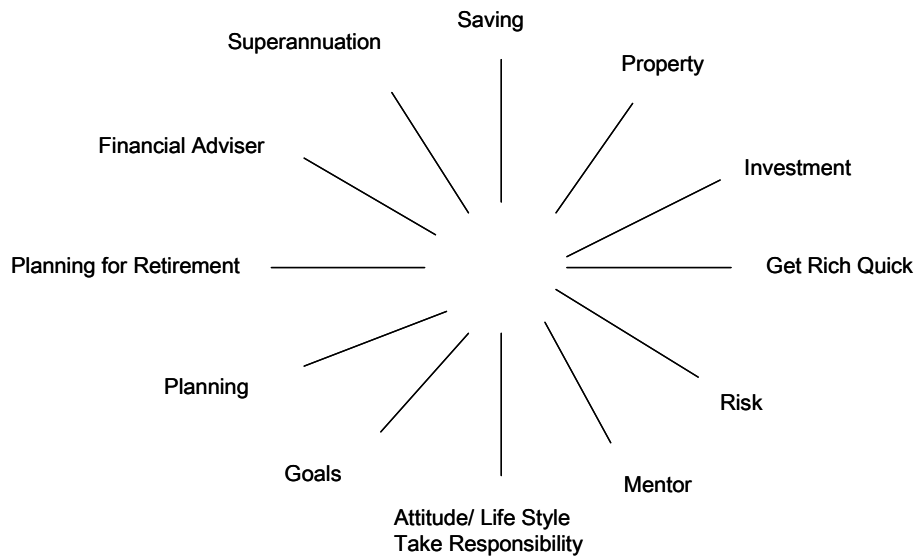 Saving
Superannuation
Property
Financial Adviser
Investment
Planning for Retirement
Get Rich Quick
Planning
Risk
Goals
Mentor
Attitude/ Life Style
Take Responsibility